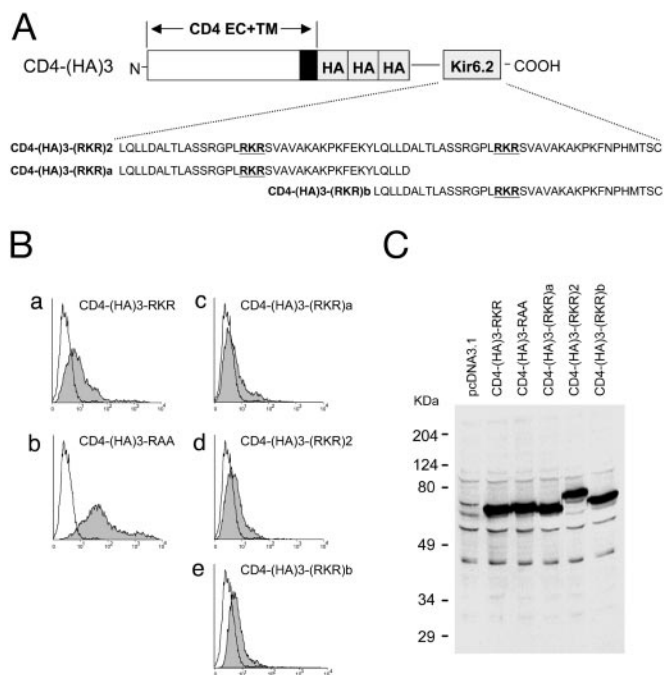 A
CD4 EC+TM
CD4-(HA)3 N- HA HA HA Kir6.2 -COOH
CD4-(HA)3-(RKR)2 LQLLDALTLASSRGPLRKRSVAVAKAKPKFEKYLQLLDALTLASSRGPLRKRSVAVAKAKPKFNPHMTSC
CD4-(HA)3-(RKR)a LQLLDALTLASSRGPLRKRSVAVAKAKPKFEKYLQLLD
CD4-(HA)3-(RKR)b LQLLDALTLASSRGPLRKRSVAVAKAKPKFNPHMTSC
B
a CD4-(HA)3-RKR
b CD4-(HA)3-RAA
c CD4-(HA)3-(RKR)a
d CD4-(HA)3-(RKR)2
e CD4-(HA)3-(RKR)b
C
pcDNA3.1
CD4-(HA)3-RKR
CD4-(HA)3-RAA
CD4-(HA)3-(RKR)a
CD4-(HA)3-(RKR)2
CD4-(HA)3-(RKR)b
KDa
204 -
124 -
80 -
49 -
34 -
29 -